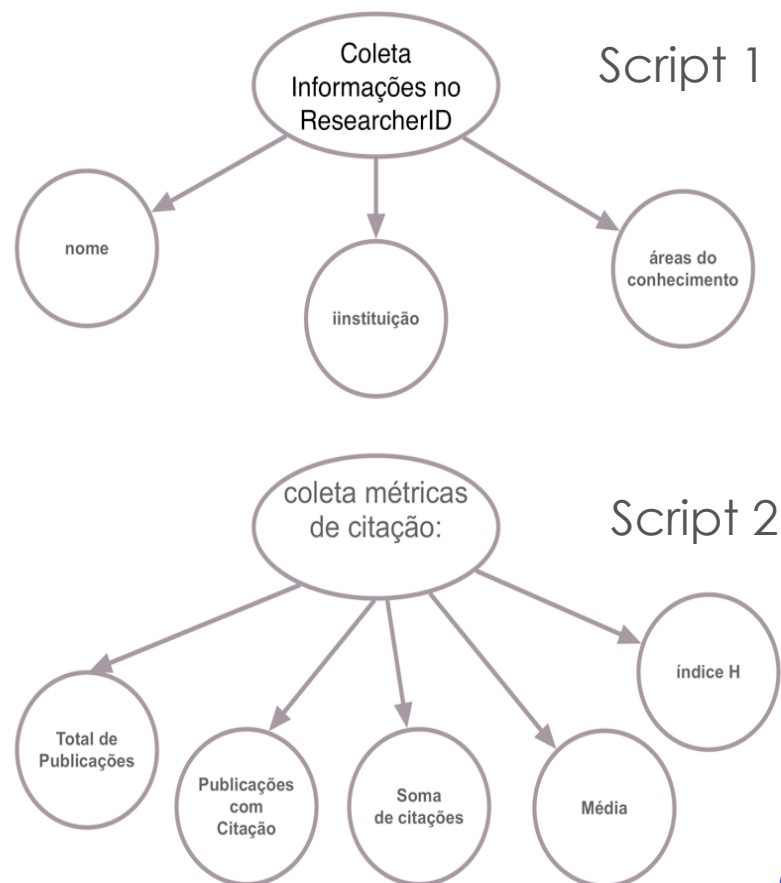 Coleta
Informações no
ResearcherID
Script 1
nome
iinstituição
áreas do
conhecimento
coleta métricas
de citação:
Script 2
índice H
Total de
Publicações
Publicações
com
Citação
Soma
de citações
Média